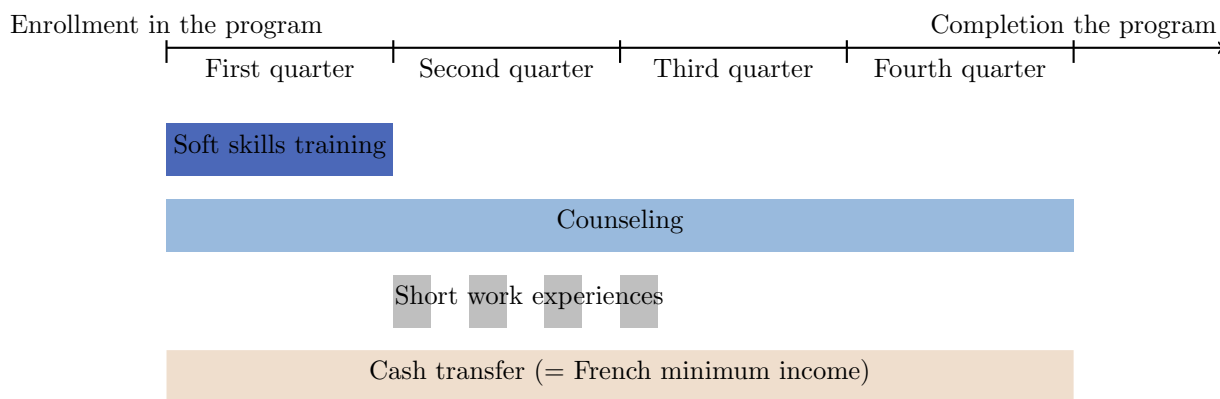 Enrollment in the program
Completion the program
First quarter
Second quarter
Third quarter
Fourth quarter
Soft skills training
Counseling
Short work experiences
Cash transfer (= French minimum income)